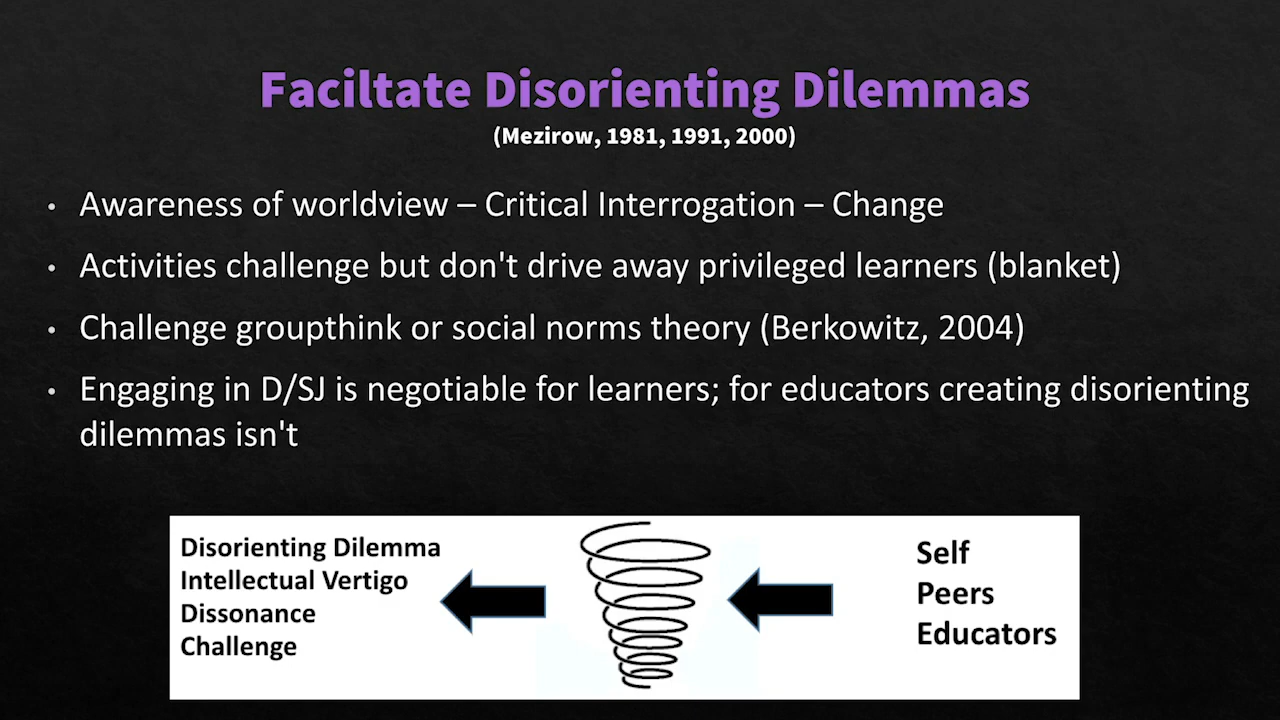 Faciltate Disorienting Dilemmas
(Mezirow, 1981, 1991, 2000)
• Awareness of worldview – Critical Interrogation – Change
• Activities challenge but don't drive away privileged learners (blanket)
• Challenge groupthink or social norms theory (Berkowitz, 2004)
• Engaging in D/SJ is negotiable for learners; for educators creating disorienting
dilemmas isn't
Disorienting Dilemma
Intellectual Vertigo
Dissonance
Challenge
Self
Peers
Educators